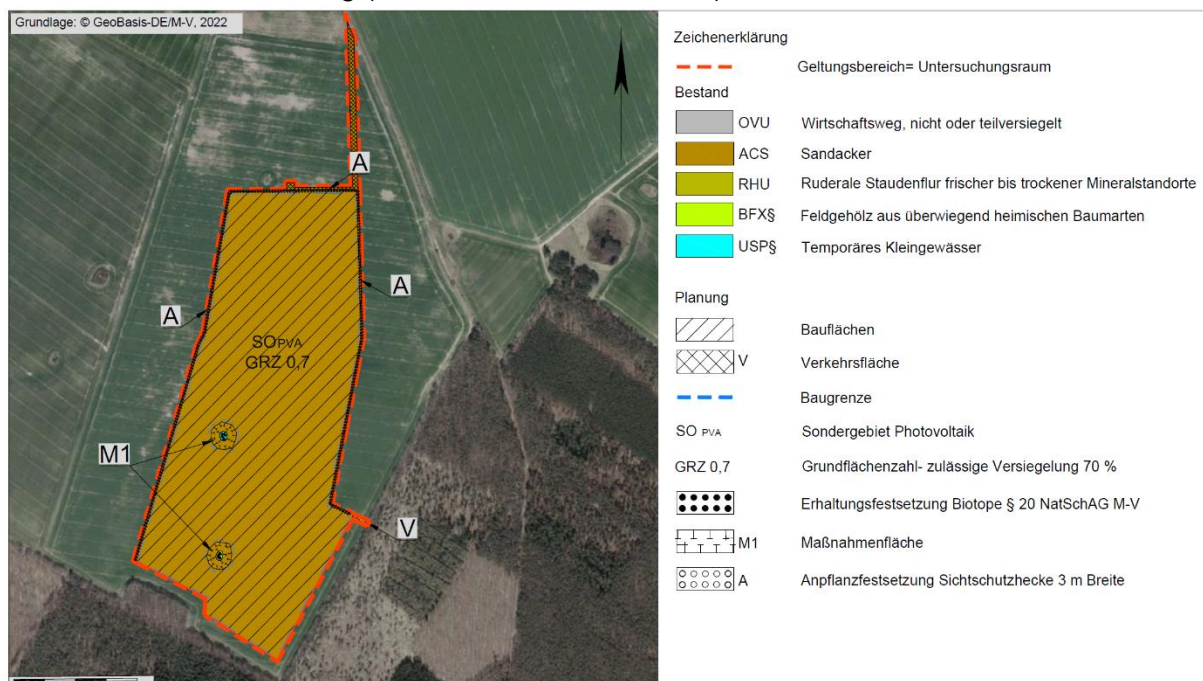 Grundlage: © GeoBasis-DE/M-V, 2022
A
A
A
SO PVA
GRZ 0,7
M1
V
Zeichenerklärung
Geltungsbereich= Untersuchungsraum
Bestand
OVU Wirtschaftsweg, nicht oder teilversiegelt
ACS Sandacker
RHU Ruderale Staudenflur frischer bis trockener Mineralstandorte
BFX§ Feldgehölz aus überwiegend heimischen Baumarten
USP§ Temporäres Kleingewässer
Planung
Bauflächen
V Verkehrsfläche
Baugrenze
SO PVA Sondergebiet Photovoltaik
GRZ 0,7 Grundflächenzahl- zulässige Versiegelung 70 %
Erhaltungsfestsetzung Biotope § 20 NatSchAG M-V
M1 Maßnahmenfläche
A Anpflanzfestsetzung Sichtschutzhecke 3 m Breite